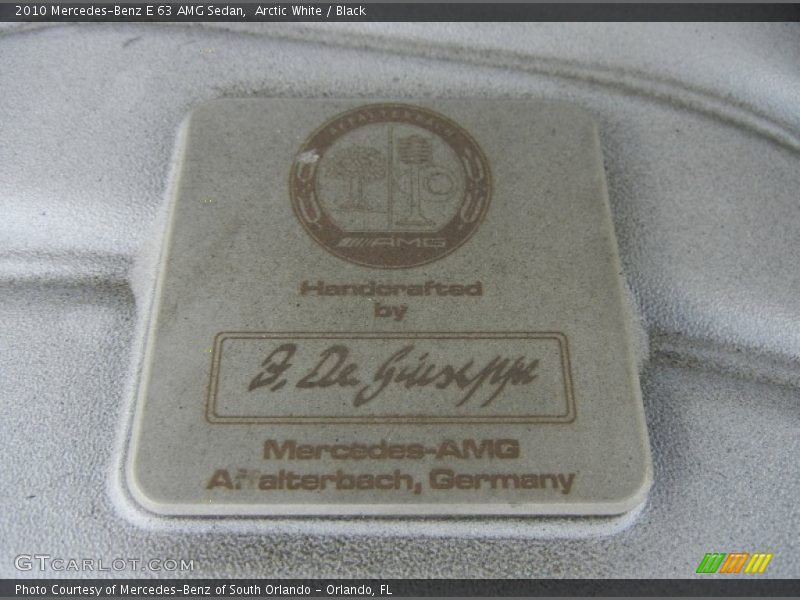 2010 Mercedes-Benz E 63 AMG Sedan, Arctic White / Black
AFFALTERBACH
AMG
Handcrafted
by
De Giuseppe
Mercedes-AMG
Affalterbach, Germany
GTCARLOT.COM
Photo Courtesy of Mercedes-Benz of South Orlando - Orlando, FL